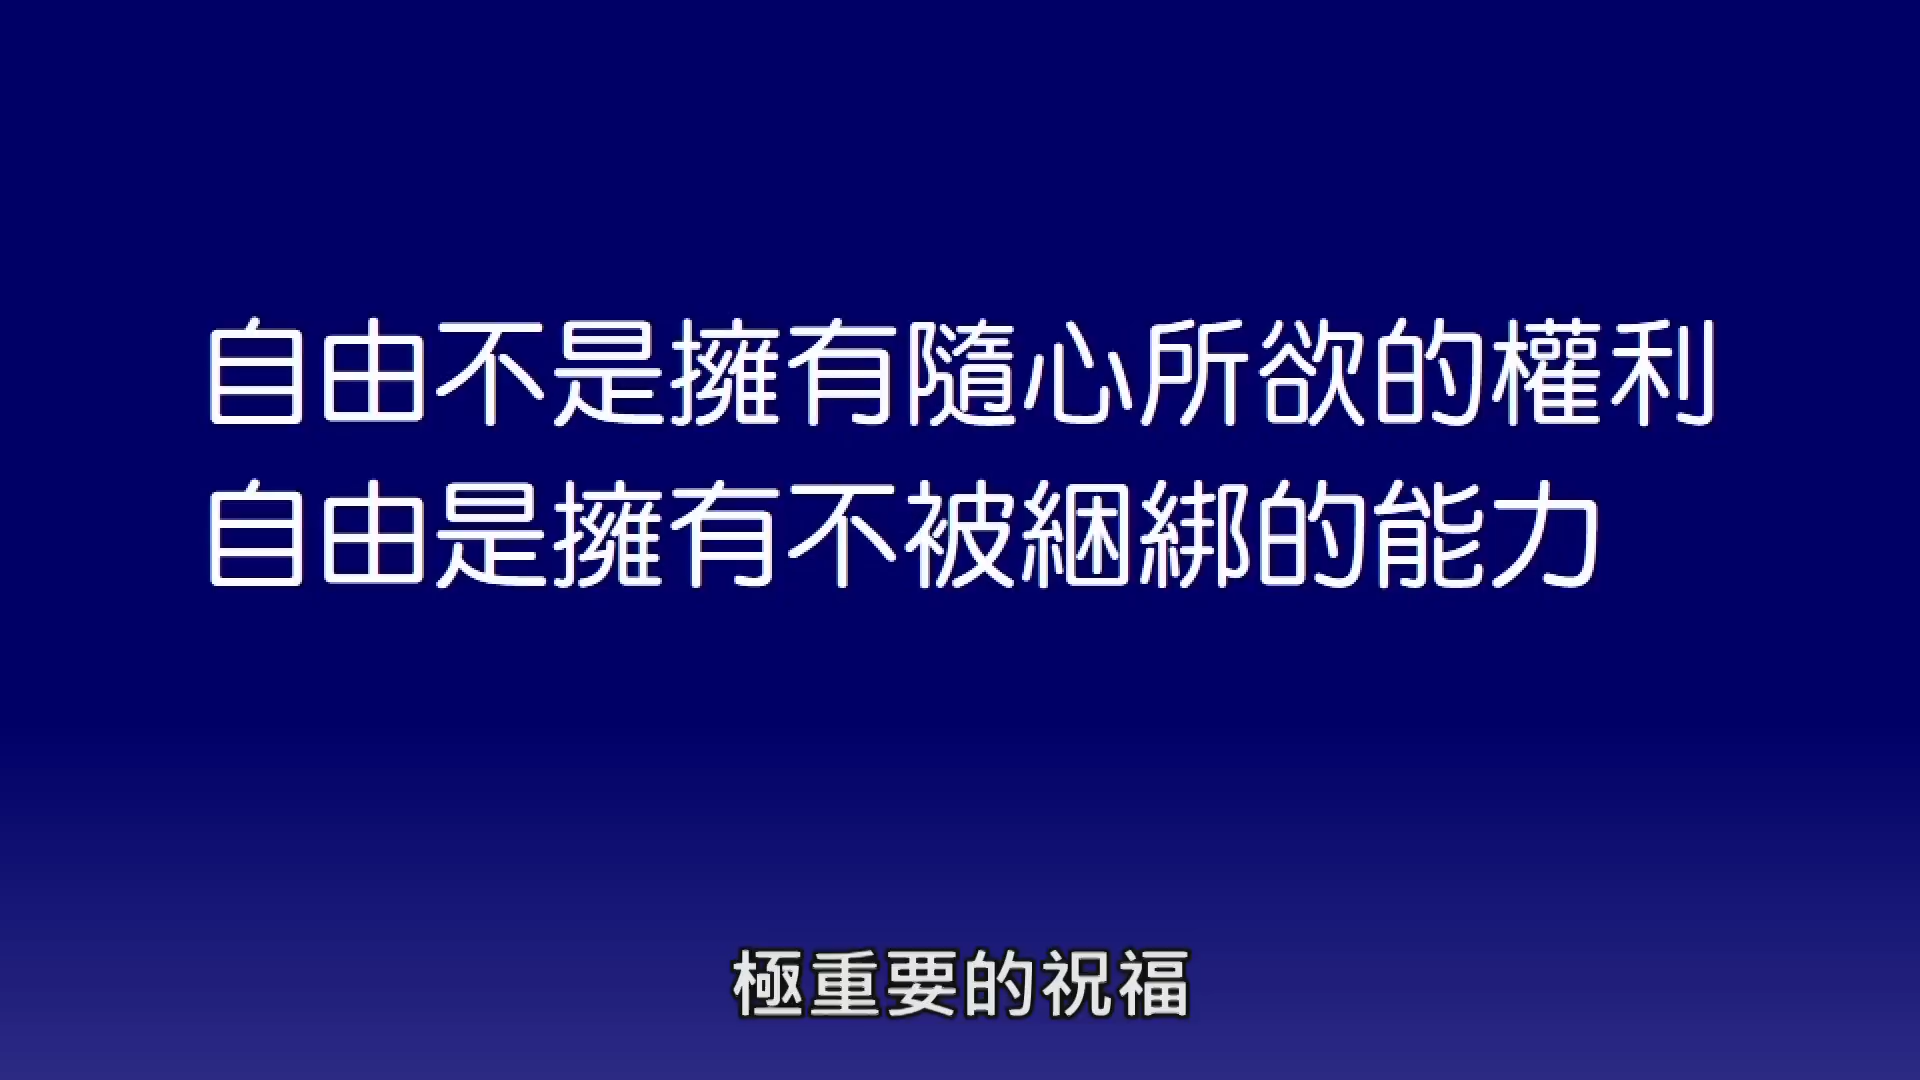 自由不是擁有隨心所欲的權利
自由是擁有不被綑綁的能力
極重要的祝福